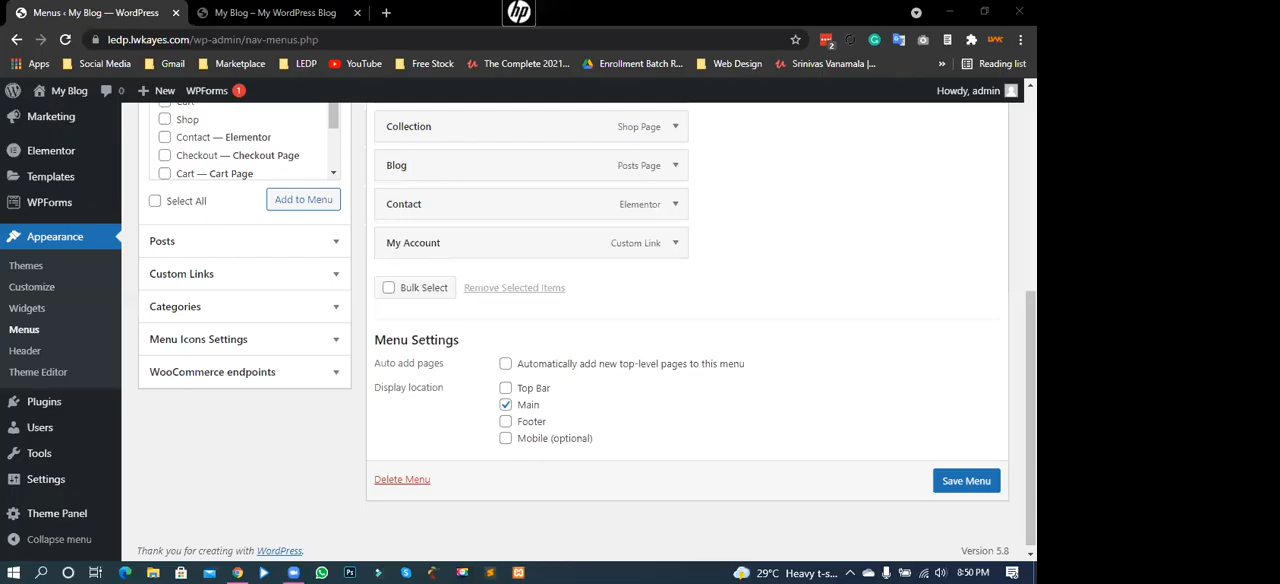 Menus ‹ My Blog — WordPress
My Blog – My WordPress Blog
ledp.lwkayes.com/wp-admin/nav-menus.php
2
Apps
Social Media
Gmail
Marketplace
LEDP
YouTube
Free Stock
The Complete 2021...
Enrollment Batch R...
Web Design
Srinivas Vanamala |...
»
Reading list
My Blog
0
New
WPForms
1
Howdy, admin
Marketing
Elementor
Templates
WPForms
Appearance
Themes
Customize
Widgets
Menus
Header
Theme Editor
Plugins
Users
Tools
Settings
Theme Panel
Collapse menu
Cart
Shop
Contact — Elementor
Checkout — Checkout Page
Cart — Cart Page
Select All
Add to Menu
Posts
Custom Links
Categories
Menu Icons Settings
WooCommerce endpoints
Collection Shop Page
Blog Posts Page
Contact Elementor
My Account Custom Link
Bulk Select
Remove Selected Items
Menu Settings
Auto add pages
Automatically add new top-level pages to this menu
Display location
Top Bar
Main
Footer
Mobile (optional)
Delete Menu
Save Menu
Thank you for creating with WordPress.
Version 5.8
29°C Heavy t-s...
8:50 PM